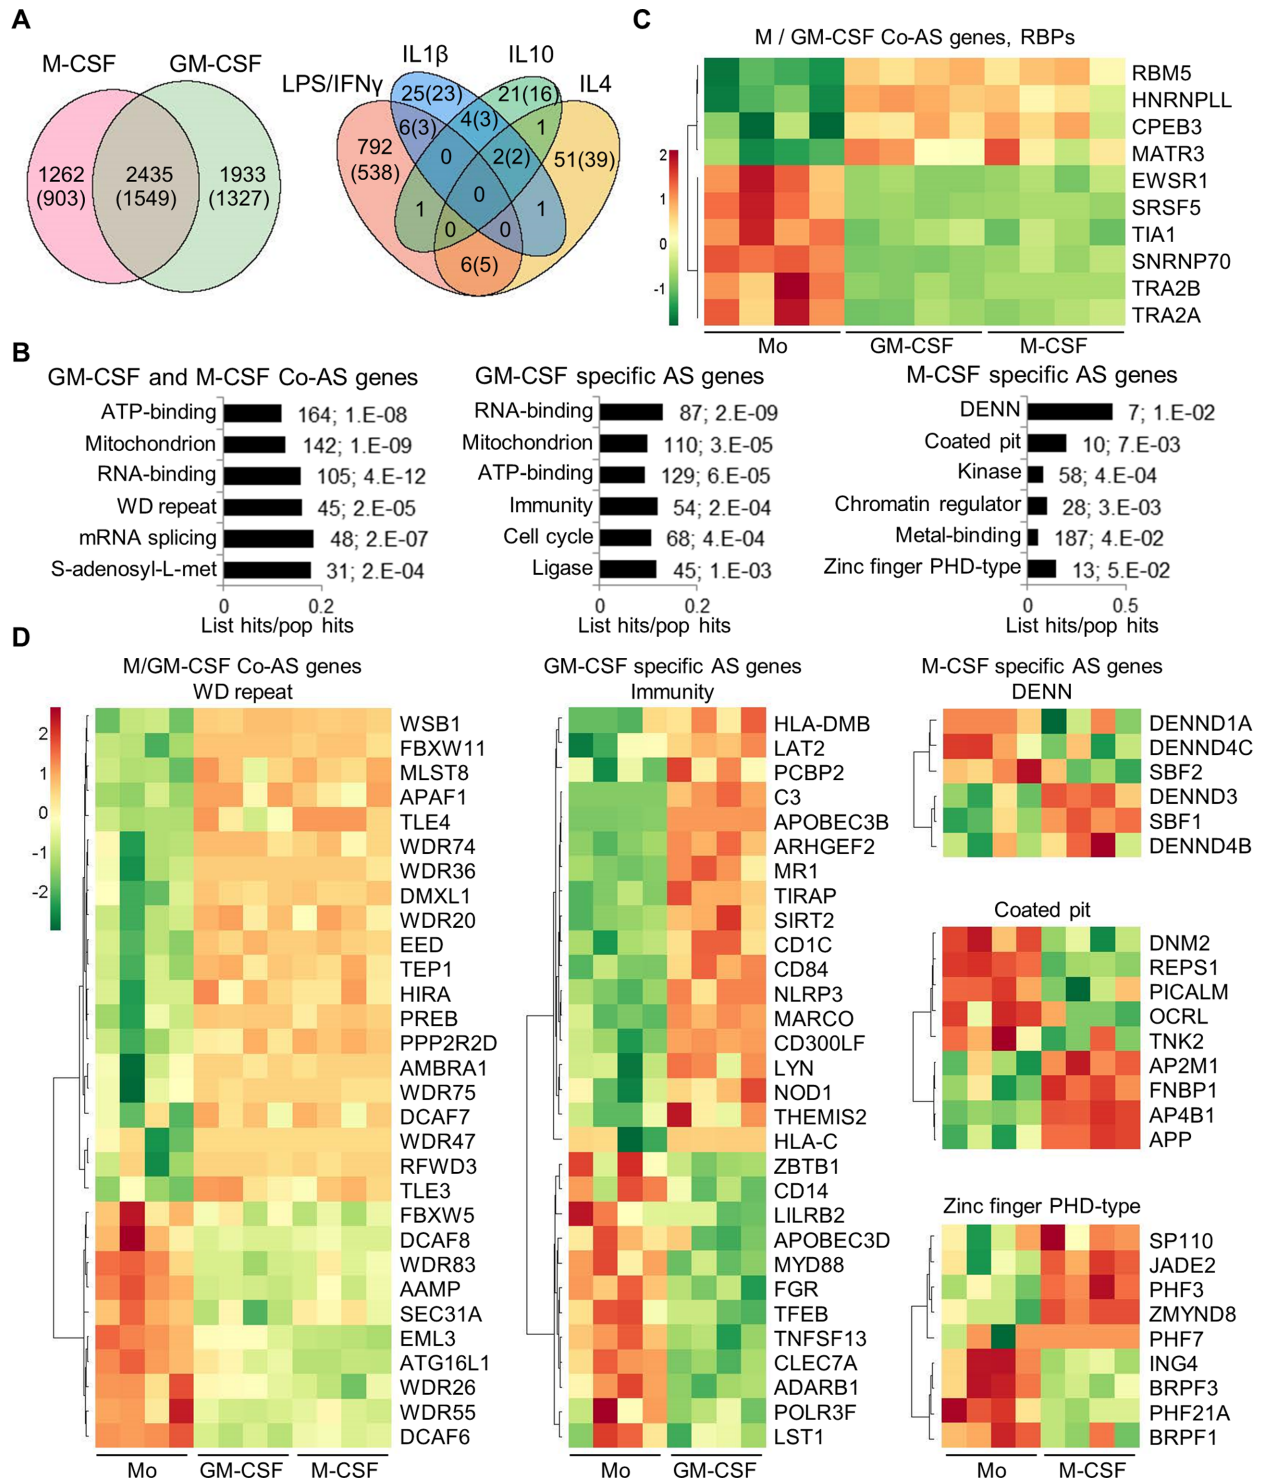 A
M-CSF
GM-CSF
1262
(903)
2435
(1549)
1933
(1327)
LPS/IFNγ
IL1β
IL10
IL4
792
(538)
25(23)
21(16)
51(39)
6(3)
4(3)
1
0
2(2)
0
1
0
0
1
6(5)
C
M / GM-CSF Co-AS genes, RBPs
2
1
0
-1
RBM5
HNRNPLL
CPEB3
MATR3
EWSR1
SRSF5
TIA1
SNRNP70
TRA2B
TRA2A
Mo
GM-CSF
M-CSF
B
GM-CSF and M-CSF Co-AS genes
ATP-binding 164; 1.E-08
Mitochondrion 142; 1.E-09
RNA-binding 105; 4.E-12
WD repeat 45; 2.E-05
mRNA splicing 48; 2.E-07
S-adenosyl-L-met 31; 2.E-04
0 0.2
List hits/pop hits
GM-CSF specific AS genes
RNA-binding 87; 2.E-09
Mitochondrion 110; 3.E-05
ATP-binding 129; 6.E-05
Immunity 54; 2.E-04
Cell cycle 68; 4.E-04
Ligase 45; 1.E-03
0 0.2
List hits/pop hits
M-CSF specific AS genes
DENN 7; 1.E-02
Coated pit 10; 7.E-03
Kinase 58; 4.E-04
Chromatin regulator 28; 3.E-03
Metal-binding 187; 4.E-02
Zinc finger PHD-type 13; 5.E-02
0 0.5
List hits/pop hits
D
M/GM-CSF Co-AS genes
WD repeat
2
1
0
-1
-2
WSB1
FBXW11
MLST8
APAF1
TLE4
WDR74
WDR36
DMXL1
WDR20
EED
TEP1
HIRA
PREB
PPP2R2D
AMBRA1
WDR75
DCAF7
WDR47
RFWD3
TLE3
FBXW5
DCAF8
WDR83
AAMP
SEC31A
EML3
ATG16L1
WDR26
WDR55
DCAF6
Mo
GM-CSF
M-CSF
GM-CSF specific AS genes
Immunity
HLA-DMB
LAT2
PCBP2
C3
APOBEC3B
ARHGEF2
MR1
TIRAP
SIRT2
CD1C
CD84
NLRP3
MARCO
CD300LF
LYN
NOD1
THEMIS2
HLA-C
ZBTB1
CD14
LILRB2
APOBEC3D
MYD88
FGR
TFEB
TNFSF13
CLEC7A
ADARB1
POLR3F
LST1
Mo
GM-CSF
M-CSF specific AS genes
DENN
DENND1A
DENND4C
SBF2
DENND3
SBF1
DENND4B
Coated pit
DNM2
REPS1
PICALM
OCRL
TNK2
AP2M1
FNBP1
AP4B1
APP
Zinc finger PHD-type
SP110
JADE2
PHF3
ZMYND8
PHF7
ING4
BRPF3
PHF21A
BRPF1
Mo
M-CSF